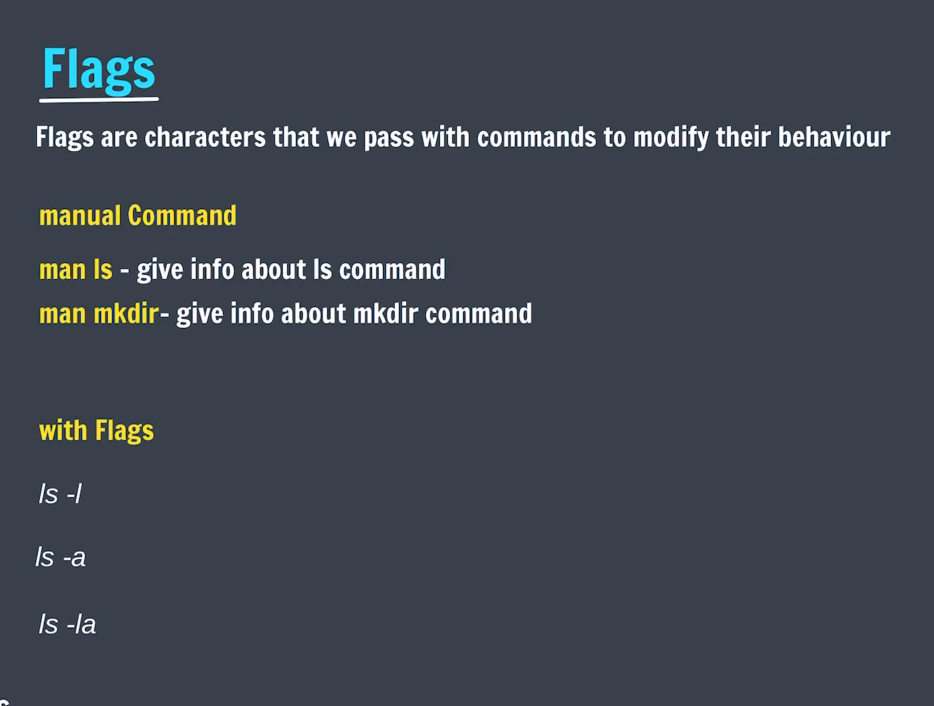 Flags
Flags are characters that we pass with commands to modify their behaviour
manual Command
man ls - give info about ls command
man mkdir- give info about mkdir command
with Flags
ls -l
ls -a
ls -la